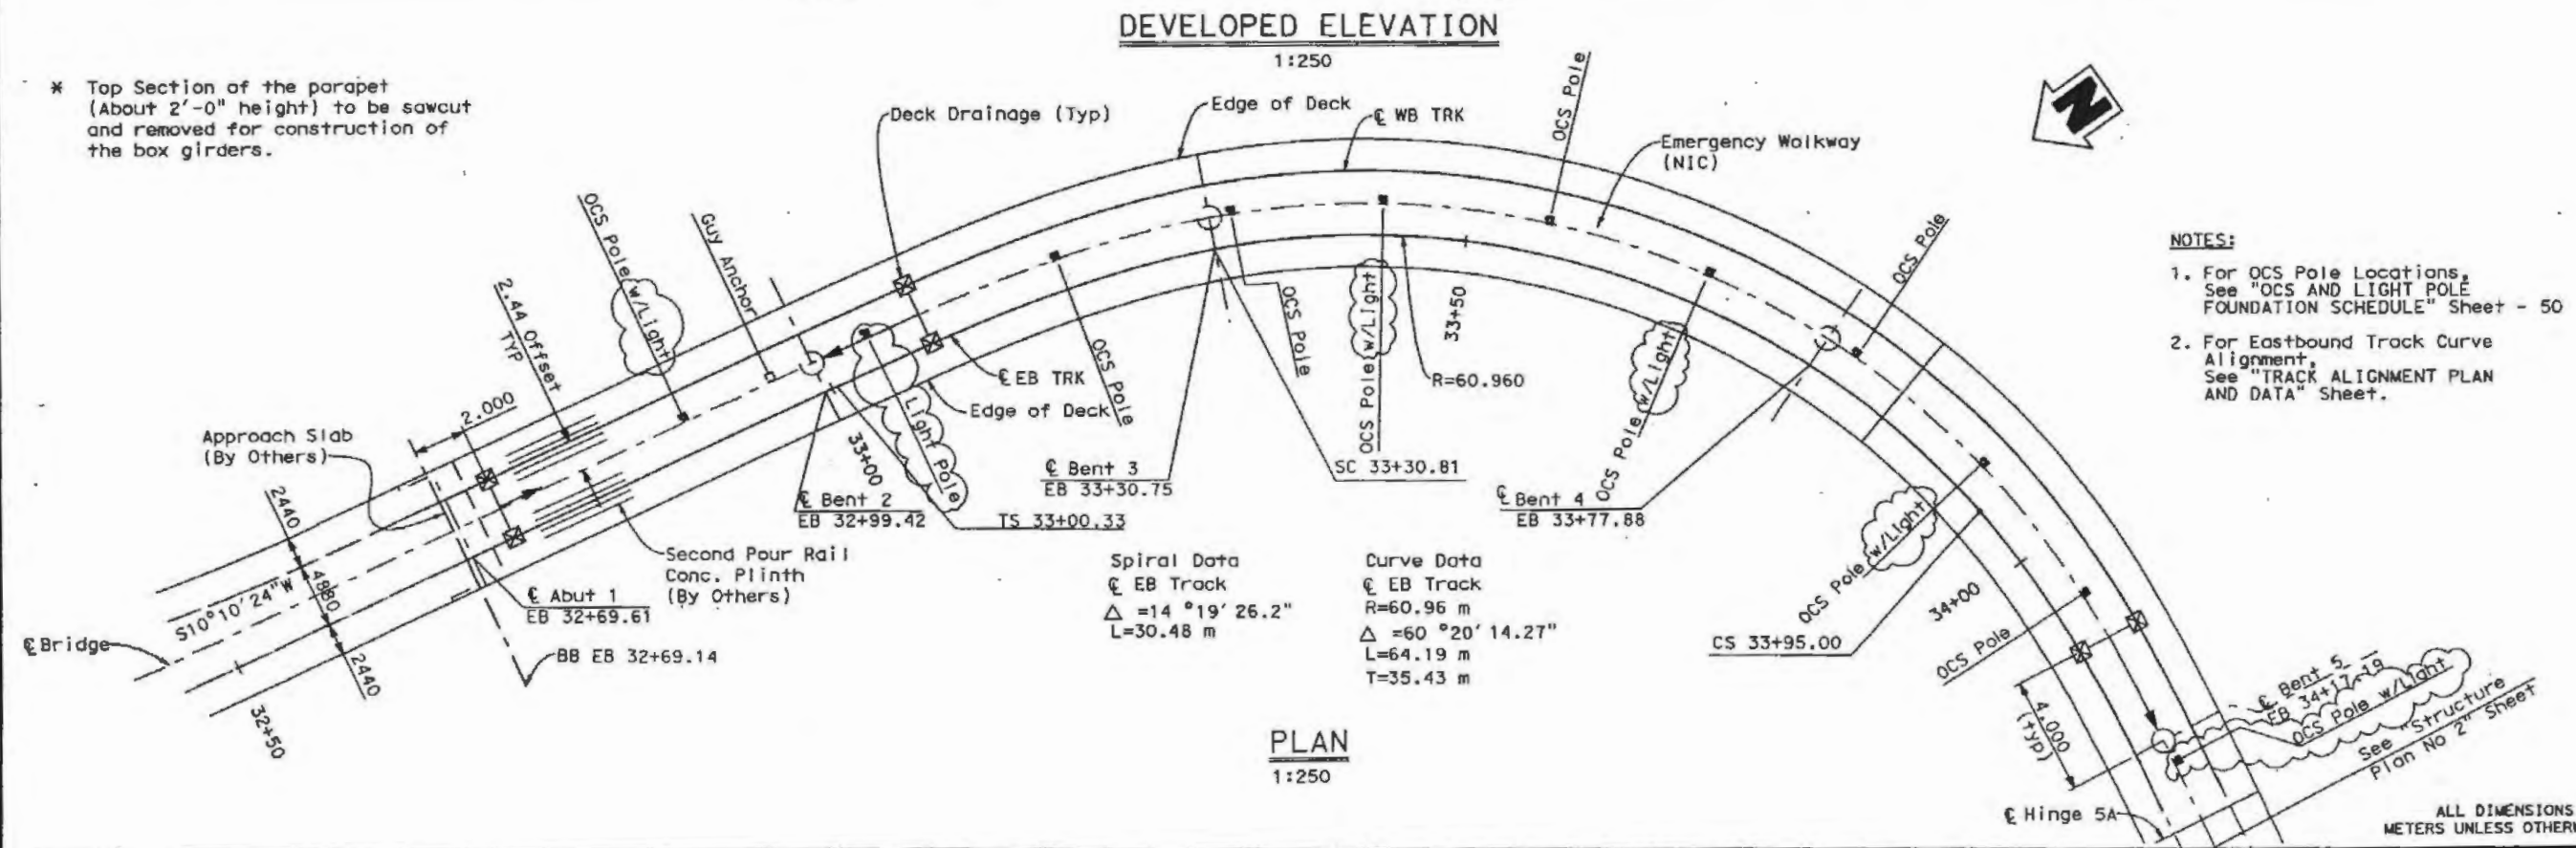 DEVELOPED ELEVATION
1:250
* Top Section of the parapet
(About 2'-0" height) to be sawcut
and removed for construction of
the box girders.
Deck Drainage (Typ)
Edge of Deck
℄ WB TRK
OCS Pole
Emergency Walkway
(NIC)
N
OCS Pole w/Light
Guy Anchor
2.44 Offset
TYP
2.000
Approach Slab
(By Others)
2440
4880
2440
S10°10'24"W
℄ Bridge
32+50
℄ Abut 1
EB 32+69.61
BB EB 32+69.14
Second Pour Rail
Conc. Plinth
(By Others)
℄ Bent 2
EB 32+99.42
33+00
Light Pole
TS 33+00.33
℄ EB TRK
Edge of Deck
OCS Pole
℄ Bent 3
EB 33+30.75
OCS Pole
SC 33+30.81
OCS Pole w/Light
33+50
R=60.960
OCS Pole w/Light
OCS Pole
℄ Bent 4
EB 33+77.88
OCS Pole w/Light
CS 33+95.00
34+00
OCS Pole
4.000
(typ)
℄ Bent 5
EB 34+17.19
OCS Pole w/Light
See "Structure
Plan No 2" Sheet
℄ Hinge 5A
Spiral Data
℄ EB Track
Δ =14 °19' 26.2"
L=30.48 m
Curve Data
℄ EB Track
R=60.96 m
Δ =60 °20' 14.27"
L=64.19 m
T=35.43 m
PLAN
1:250
NOTES:
1. For OCS Pole Locations,
See "OCS AND LIGHT POLE
FOUNDATION SCHEDULE" Sheet - 50
2. For Eastbound Track Curve
Alignment,
See "TRACK ALIGNMENT PLAN
AND DATA" Sheet.
ALL DIMENSIONS
METERS UNLESS OTHERW